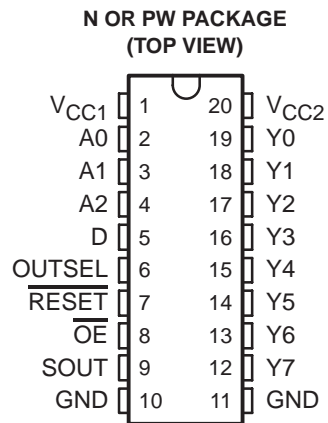 N OR PW PACKAGE
(TOP VIEW)
VCC1 1 20 VCC2
A0 2 19 Y0
A1 3 18 Y1
A2 4 17 Y2
D 5 16 Y3
OUTSEL 6 15 Y4
RESET 7 14 Y5
OE 8 13 Y6
SOUT 9 12 Y7
GND 10 11 GND